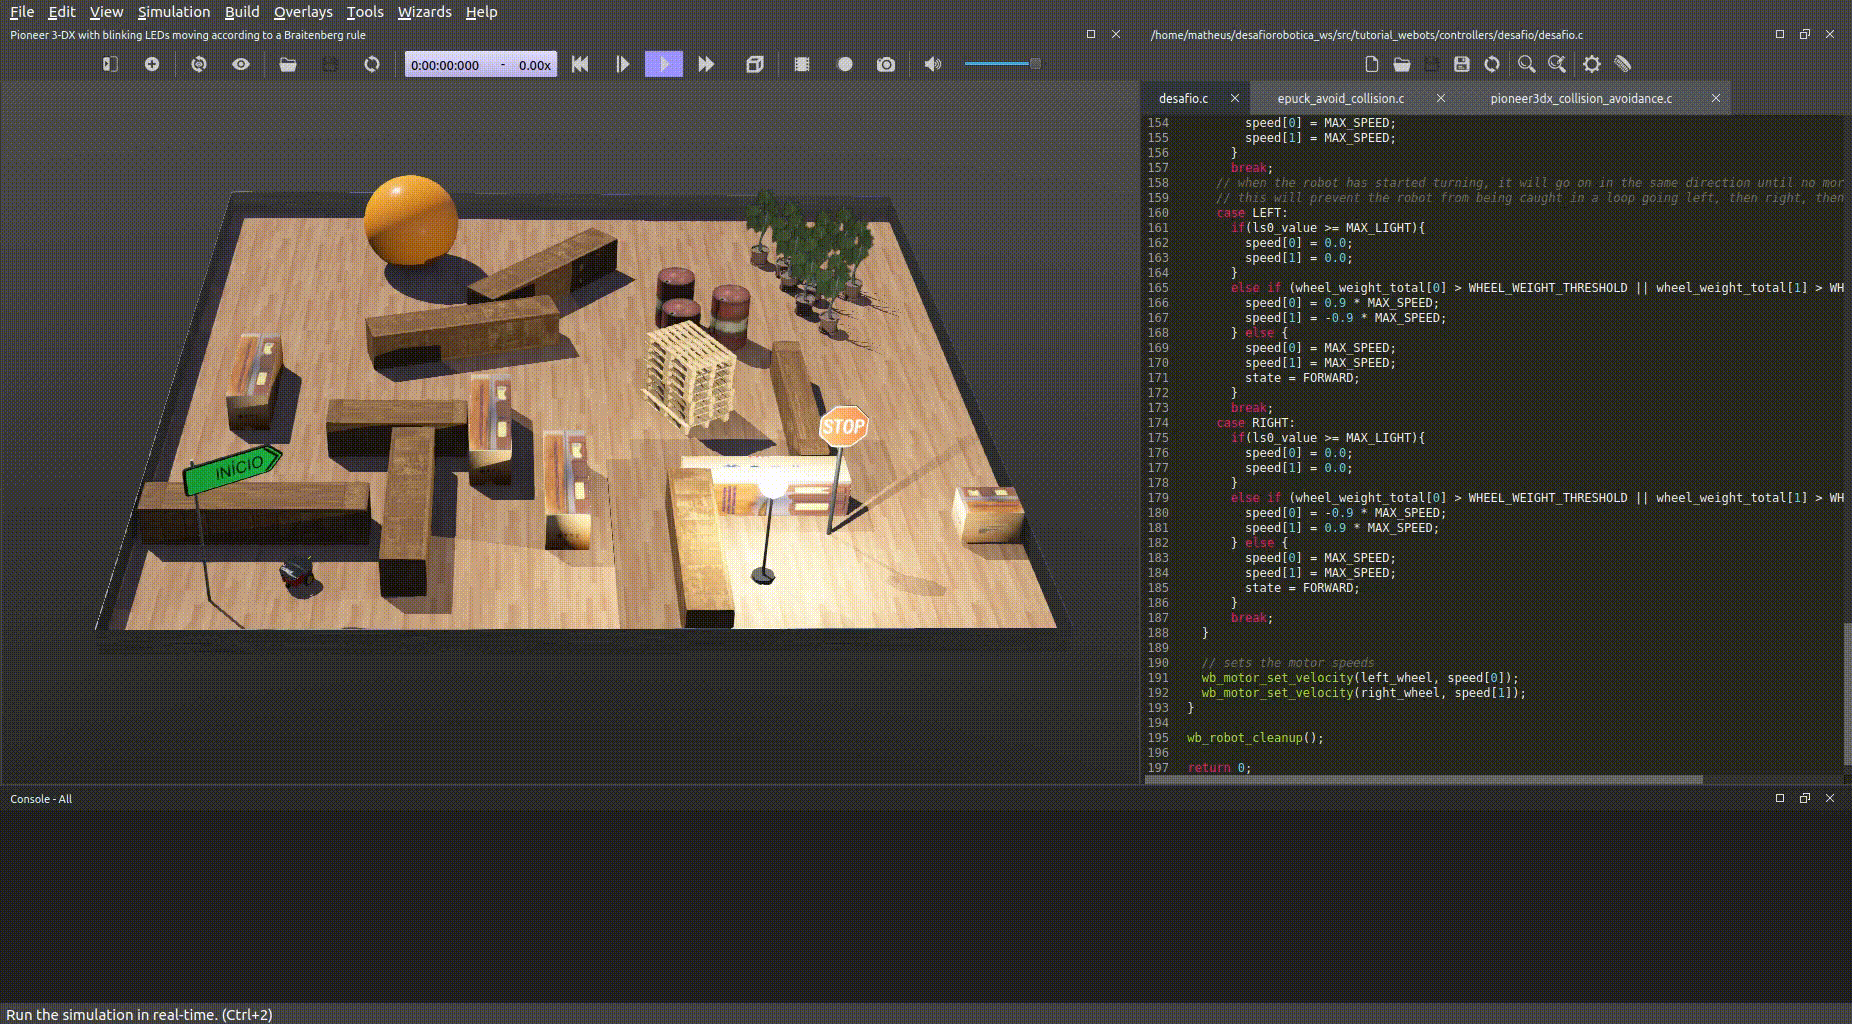 File Edit View Simulation Build Overlays Tools Wizards Help
Pioneer 3-DX with blinking LEDs moving according to a Braitenberg rule
/home/matheus/desafiorobotica_ws/src/tutorial_webots/controllers/desafio/desafio.c
0:00:00:000 - 0.00x
desafio.c epuck_avoid_collision.c pioneer3dx_collision_avoidance.c
INÍCIO
STOP
154 speed[0] = MAX_SPEED;
155 speed[1] = MAX_SPEED;
156 }
157 break;
158 // when the robot has started turning, it will go on in the same direction until no mor
159 // this will prevent the robot from being caught in a loop going left, then right, then
160 case LEFT:
161 if(ls0_value >= MAX_LIGHT){
162 speed[0] = 0.0;
163 speed[1] = 0.0;
164 }
165 else if (wheel_weight_total[0] > WHEEL_WEIGHT_THRESHOLD || wheel_weight_total[1] > WH
166 speed[0] = 0.9 * MAX_SPEED;
167 speed[1] = -0.9 * MAX_SPEED;
168 } else {
169 speed[0] = MAX_SPEED;
170 speed[1] = MAX_SPEED;
171 state = FORWARD;
172 }
173 break;
174 case RIGHT:
175 if(ls0_value >= MAX_LIGHT){
176 speed[0] = 0.0;
177 speed[1] = 0.0;
178 }
179 else if (wheel_weight_total[0] > WHEEL_WEIGHT_THRESHOLD || wheel_weight_total[1] > WH
180 speed[0] = -0.9 * MAX_SPEED;
181 speed[1] = 0.9 * MAX_SPEED;
182 } else {
183 speed[0] = MAX_SPEED;
184 speed[1] = MAX_SPEED;
185 state = FORWARD;
186 }
187 break;
188 }
189
190 // sets the motor speeds
191 wb_motor_set_velocity(left_wheel, speed[0]);
192 wb_motor_set_velocity(right_wheel, speed[1]);
193 }
194
195 wb_robot_cleanup();
196
197 return 0;
Console - All
Run the simulation in real-time. (Ctrl+2)